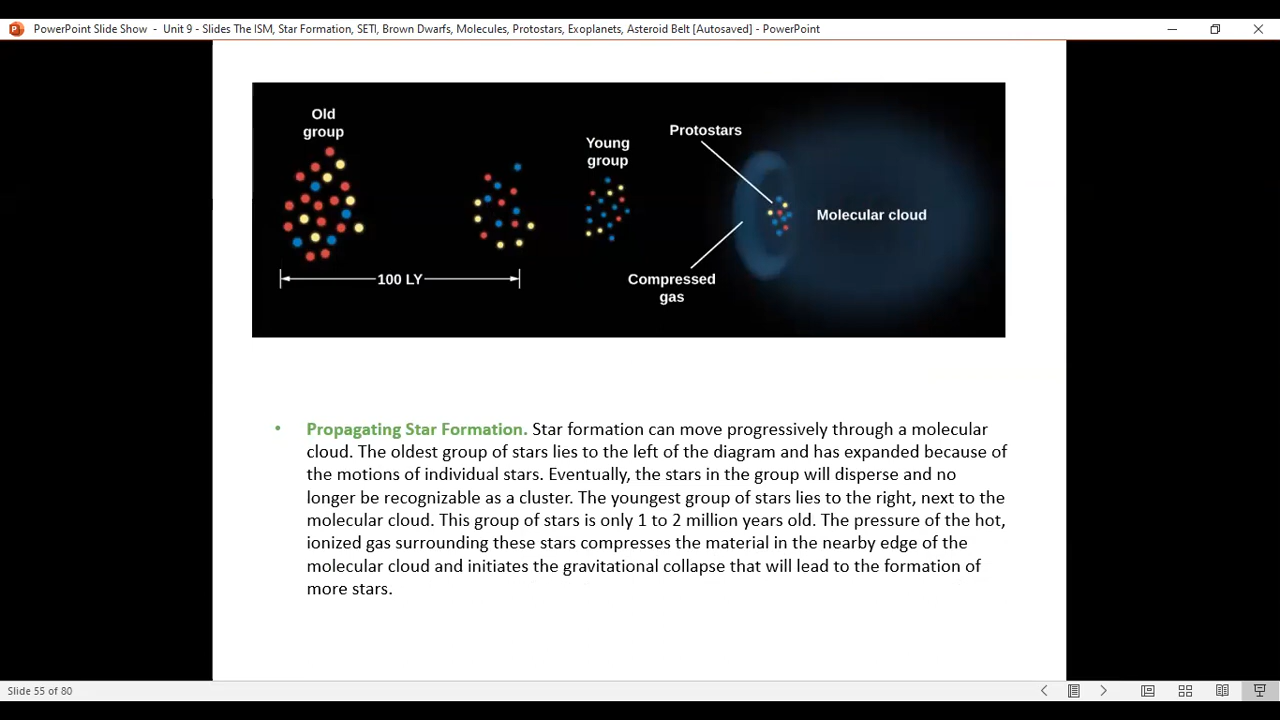 PowerPoint Slide Show - Unit 9 - Slides The ISM, Star Formation, SETI, Brown Dwarfs, Molecules, Protostars, Exoplanets, Asteroid Belt [Autosaved] - PowerPoint
Old
group
Young
group
Protostars
Molecular cloud
100 LY
Compressed
gas
• Propagating Star Formation. Star formation can move progressively through a molecular
cloud. The oldest group of stars lies to the left of the diagram and has expanded because of
the motions of individual stars. Eventually, the stars in the group will disperse and no
longer be recognizable as a cluster. The youngest group of stars lies to the right, next to the
molecular cloud. This group of stars is only 1 to 2 million years old. The pressure of the hot,
ionized gas surrounding these stars compresses the material in the nearby edge of the
molecular cloud and initiates the gravitational collapse that will lead to the formation of
more stars.
Slide 55 of 80